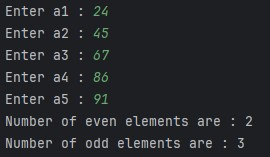 Enter a1 : 24
Enter a2 : 45
Enter a3 : 67
Enter a4 : 86
Enter a5 : 91
Number of even elements are : 2
Number of odd elements are : 3